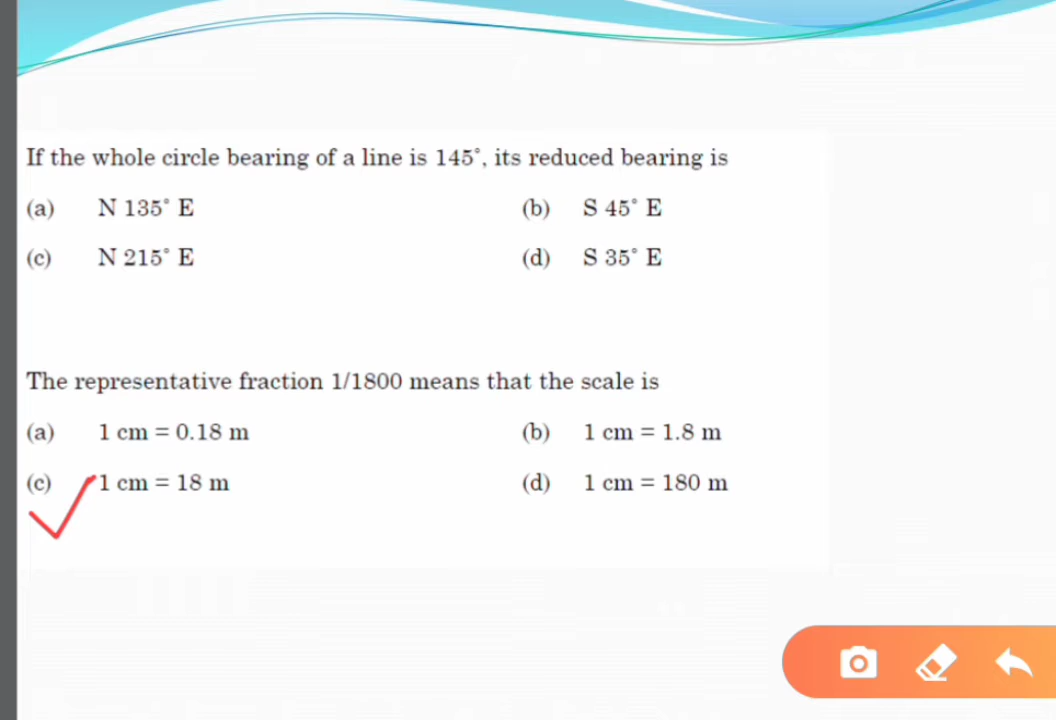 If the whole circle bearing of a line is 145°, its reduced bearing is
(a) N 135° E (b) S 45° E
(c) N 215° E (d) S 35° E
The representative fraction 1/1800 means that the scale is
(a) 1 cm = 0.18 m (b) 1 cm = 1.8 m
(c) 1 cm = 18 m (d) 1 cm = 180 m